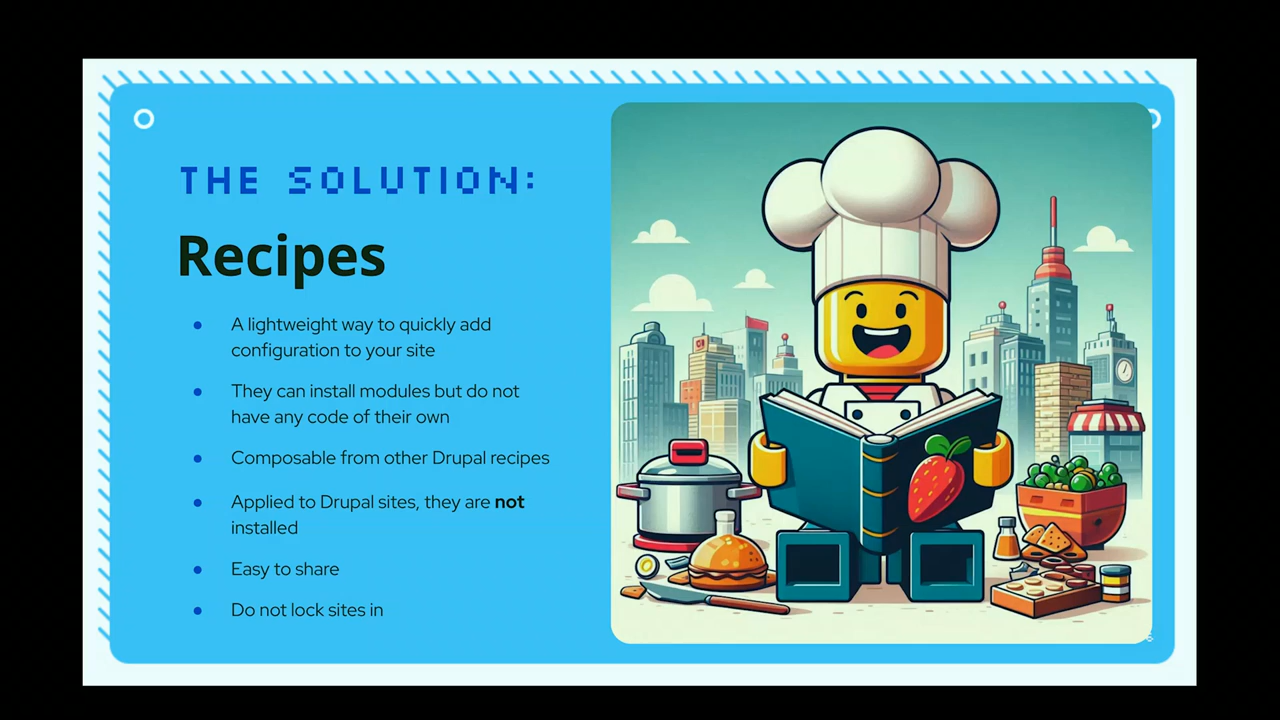 THE SOLUTION:
Recipes
A lightweight way to quickly add
configuration to your site
They can install modules but do not
have any code of their own
Composable from other Drupal recipes
Applied to Drupal sites, they are not
installed
Easy to share
Do not lock sites in